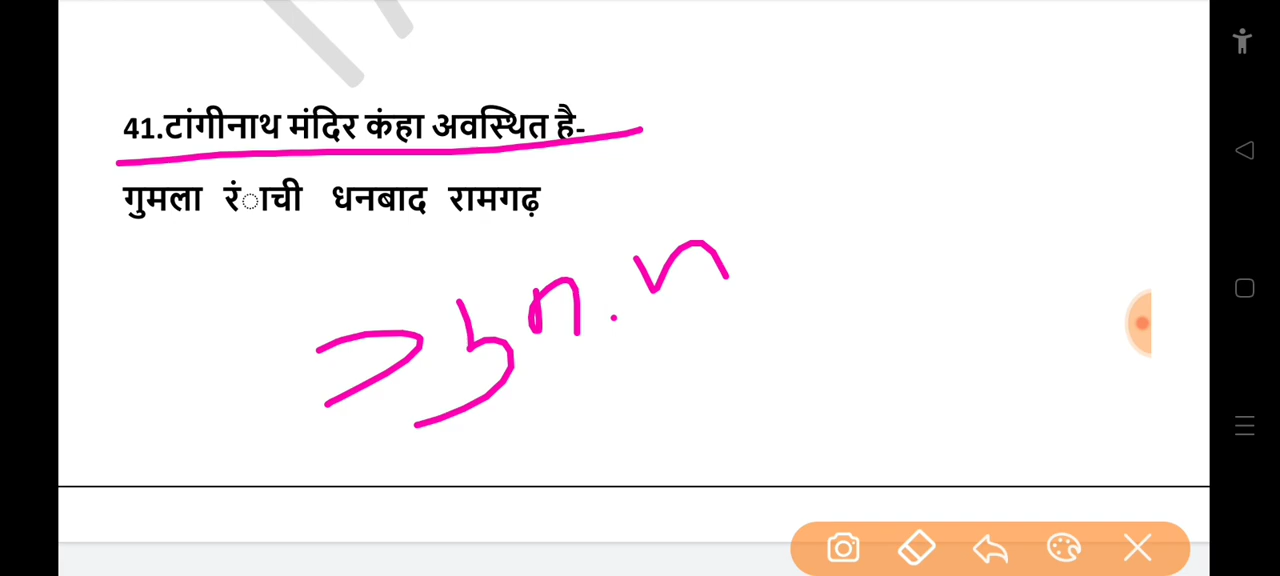 41.टांगीनाथ मंदिर कंहा अवस्थित है-
गुमला रंाची धनबाद रामगढ़